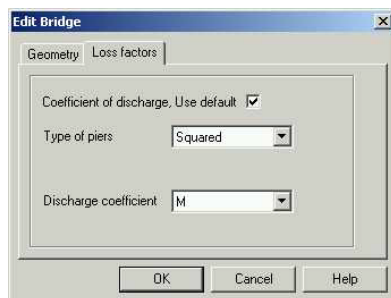 Edit Bridge
Geometry Loss factors
Coefficient of discharge, Use default
Type of piers Squared
Discharge coefficient M
OK Cancel Help